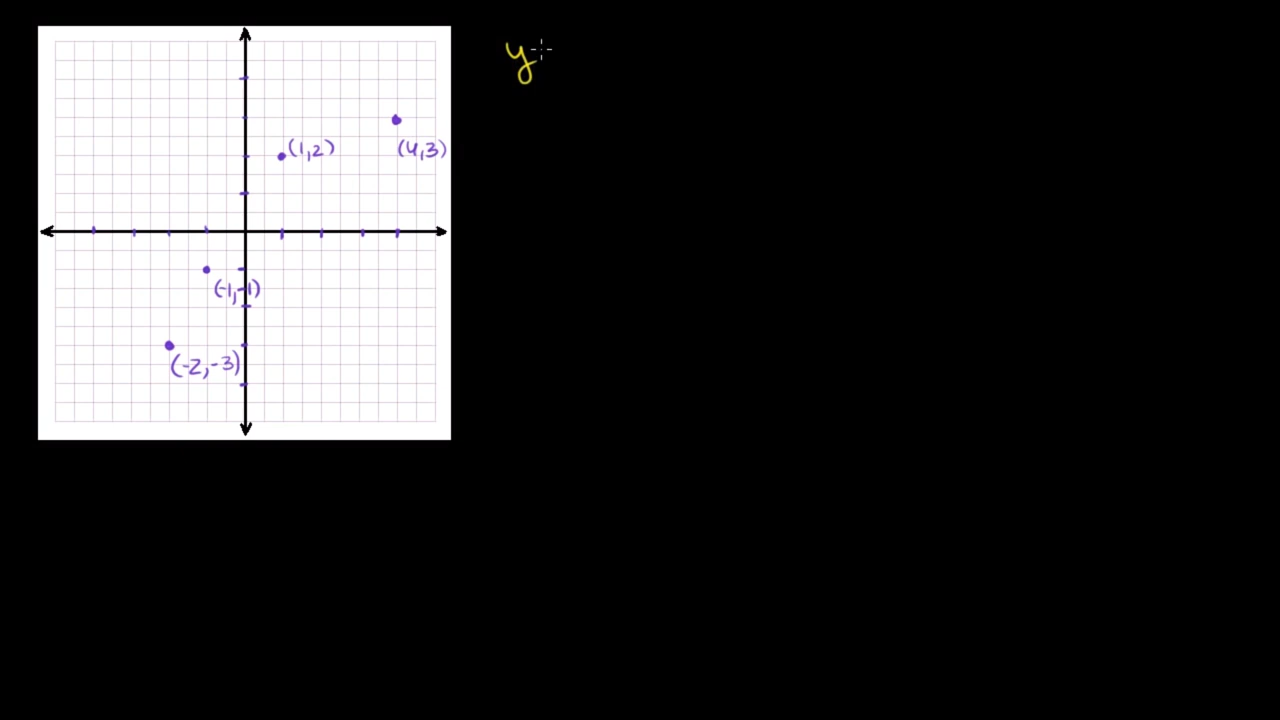 y
(1,2)
(4,3)
(-1,-1)
(-2,-3)